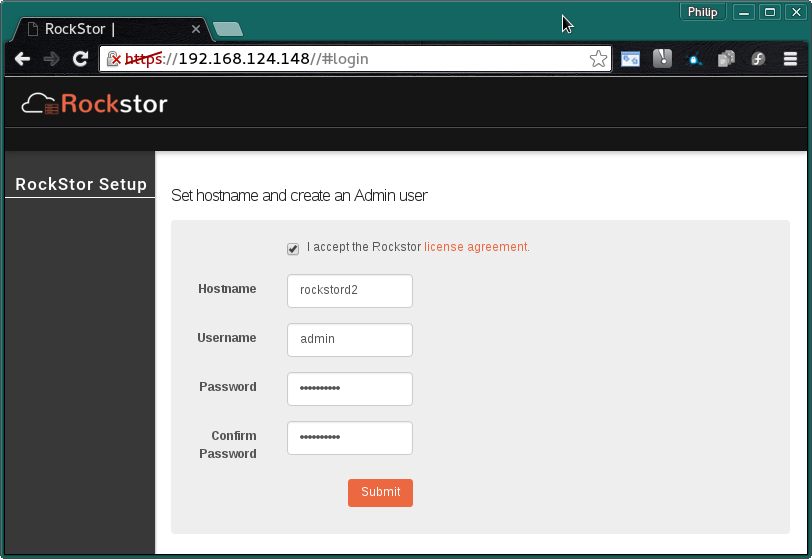 Philip
RockStor |
https://192.168.124.148//#login
Rockstor
RockStor Setup
Set hostname and create an Admin user
I accept the Rockstor license agreement.
Hostname
rockstord2
Username
admin
Password
••••••••••
Confirm
Password
••••••••••
Submit